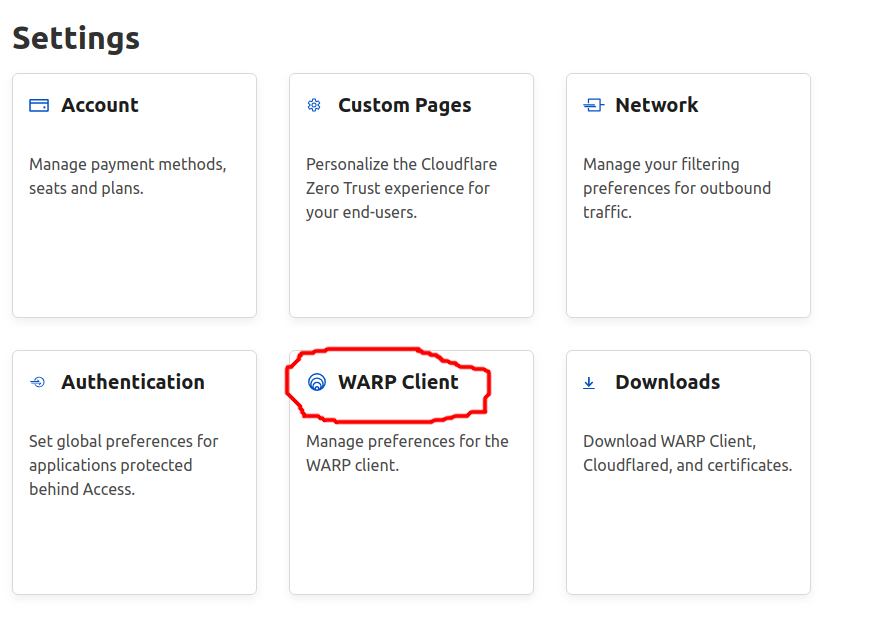 Settings
Account
Manage payment methods,
seats and plans.
Custom Pages
Personalize the Cloudflare
Zero Trust experience for
your end-users.
Network
Manage your filtering
preferences for outbound
traffic.
Authentication
Set global preferences for
applications protected
behind Access.
WARP Client
Manage preferences for the
WARP client.
Downloads
Download WARP Client,
Cloudflared, and certificates.